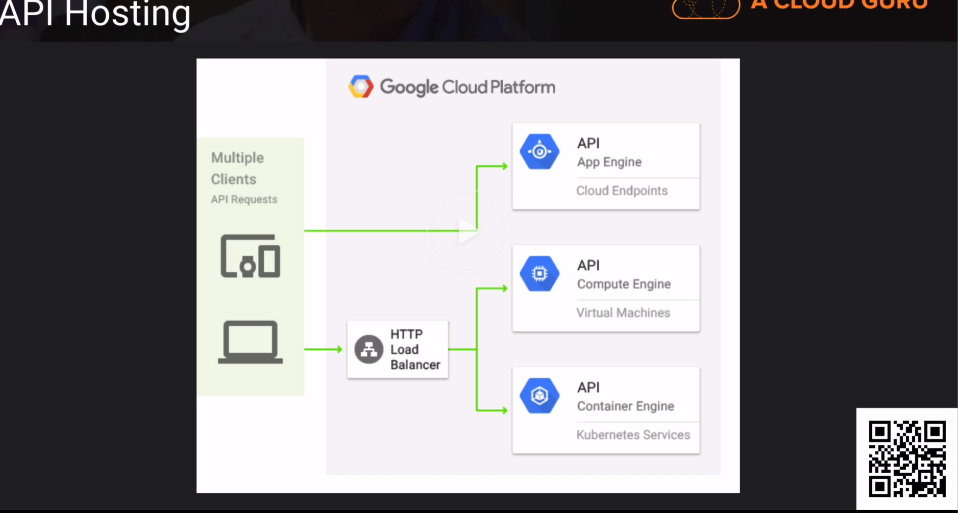 API Hosting
A CLOUD GURU
Google Cloud Platform
Multiple
Clients
API Requests
API
App Engine
Cloud Endpoints
API
Compute Engine
Virtual Machines
HTTP
Load
Balancer
API
Container Engine
Kubernetes Services